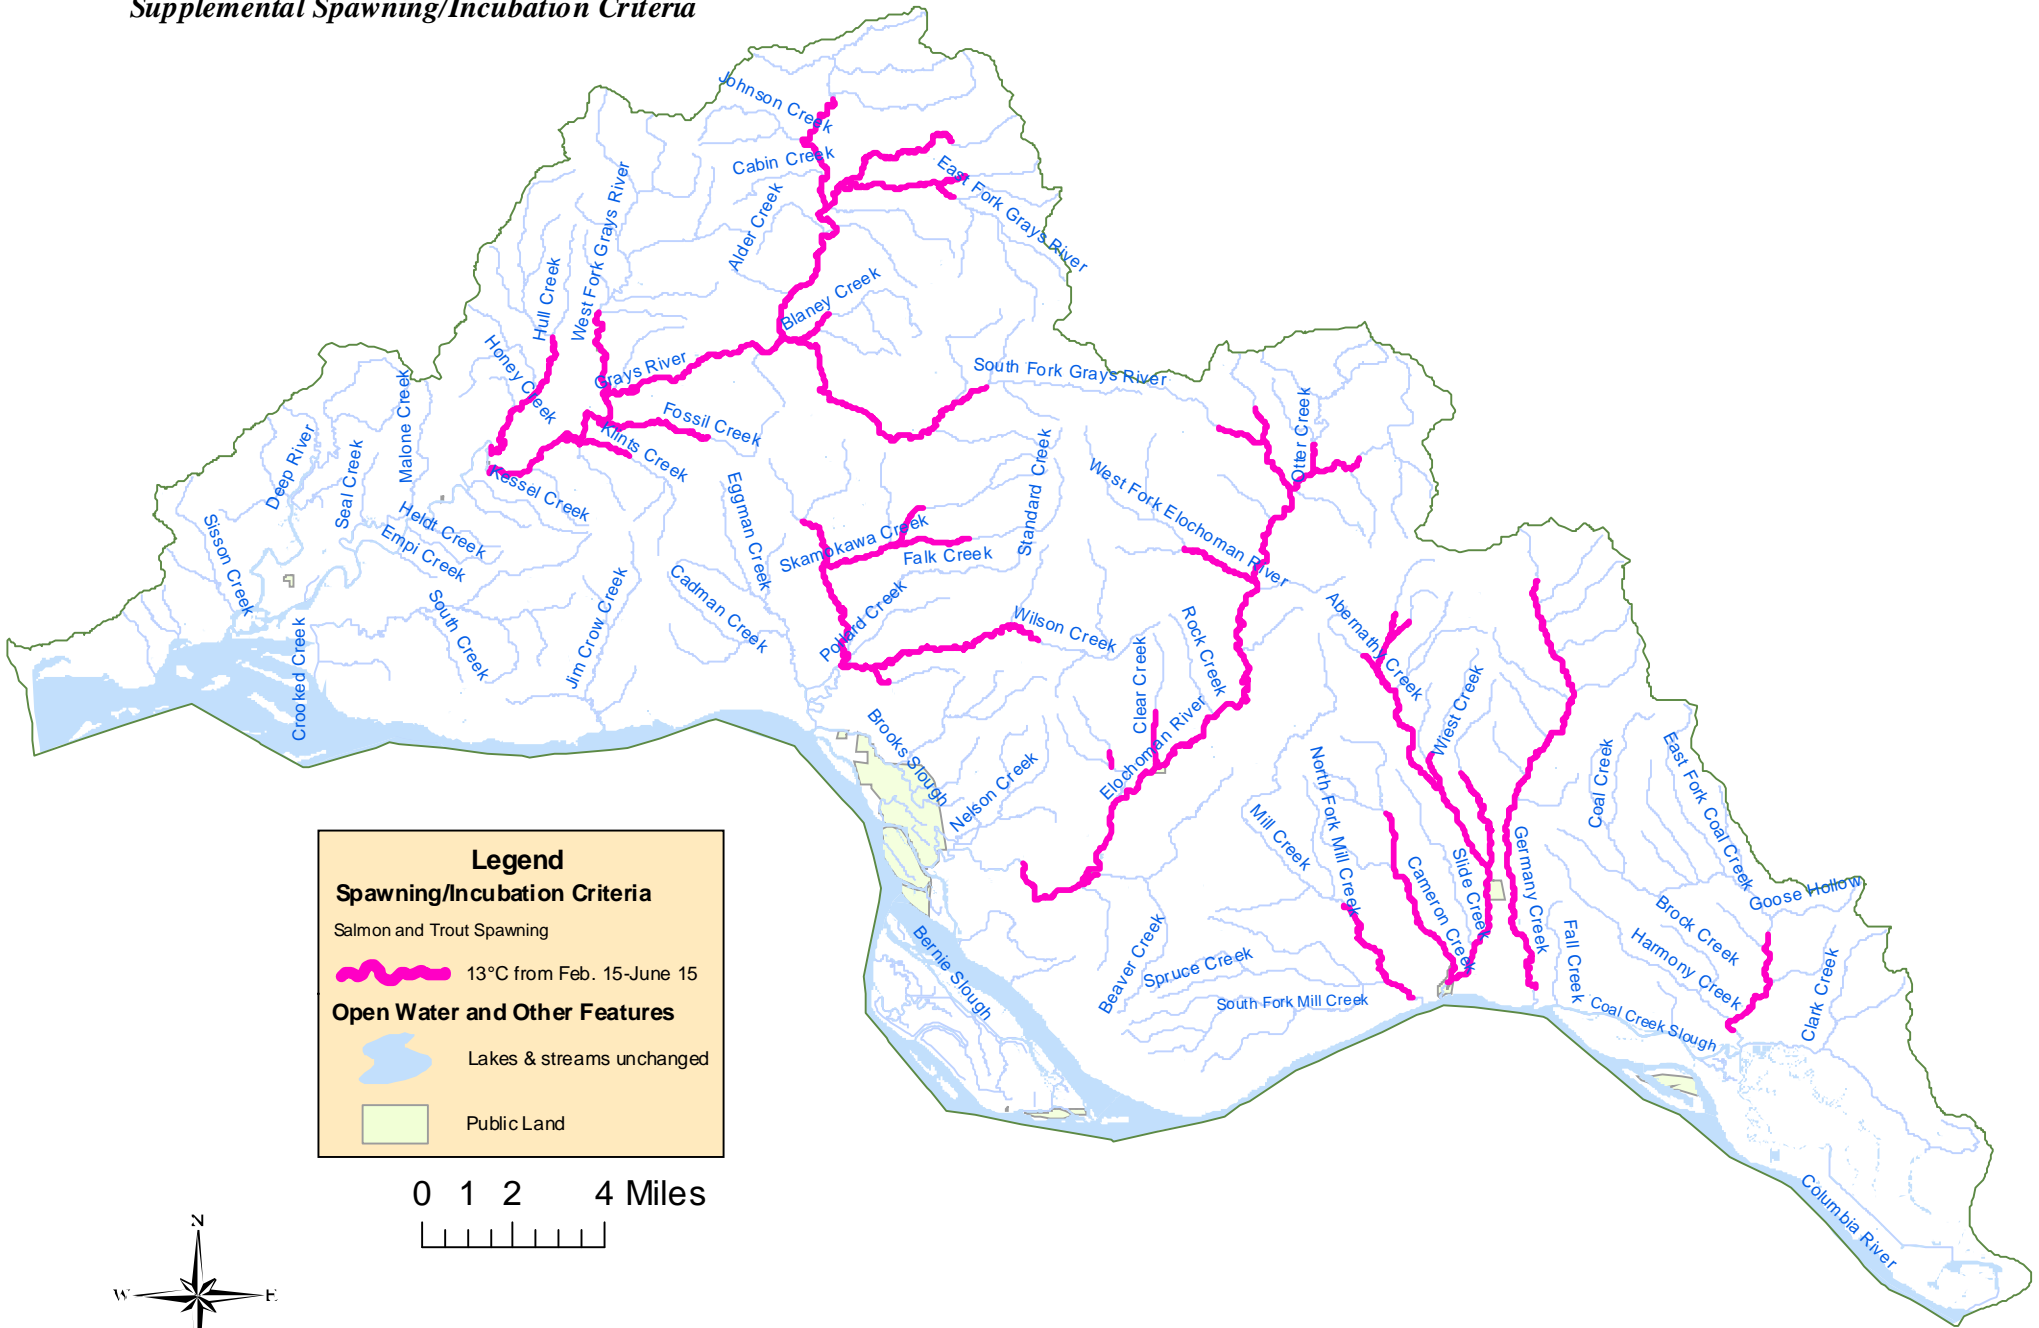 Supplemental Spawning/Incubation Criteria
Johnson Creek
Cabin Creek
East Fork Grays River
West Fork Grays River
Alder Creek
Hull Creek
Blaney Creek
Honey Creek
Grays River
South Fork Grays River
Malone Creek
Fossil Creek
Otter Creek
Deep River
Seal Creek
Klints Creek
Standard Creek
West Fork Elochoman River
Kessel Creek
Eggman Creek
Sisson Creek
Heldt Creek
Empi Creek
Skamokawa Creek
Falk Creek
Cadman Creek
Jim Crow Creek
South Creek
Pollard Creek
Wilson Creek
Rock Creek
Abernathy Creek
Crooked Creek
Clear Creek
Wiest Creek
Brooks Slough
Elochoman River
Nelson Creek
North Fork Mill Creek
Mill Creek
Coal Creek
East Fork Coal Creek
Cameron Creek
Slide Creek
Germany Creek
Goose Hollow
Brock Creek
Harmony Creek
Fall Creek
Clark Creek
Beaver Creek
Spruce Creek
South Fork Mill Creek
Bernie Slough
Coal Creek Slough
Columbia River
Legend
Spawning/Incubation Criteria
Salmon and Trout Spawning
13°C from Feb. 15-June 15
Open Water and Other Features
Lakes & streams unchanged
Public Land
0 1 2 4 Miles
N
W E